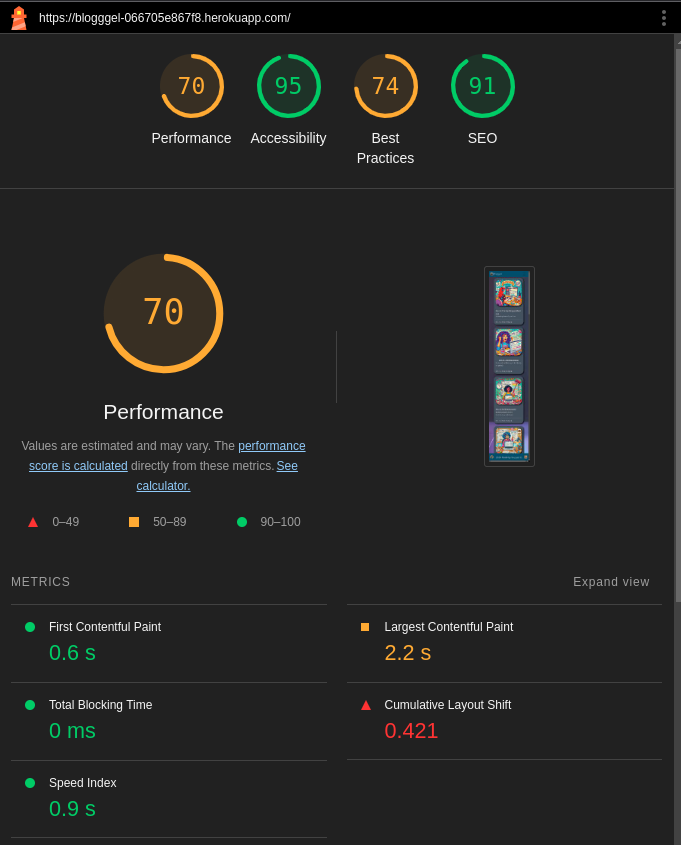 https://blogggel-066705e867f8.herokuapp.com/
70
95
74
91
Performance
Accessibility
Best
Practices
SEO
70
Performance
Values are estimated and may vary. The performance
score is calculated directly from these metrics. See
calculator.
0–49
50–89
90–100
METRICS
Expand view
First Contentful Paint
0.6 s
Largest Contentful Paint
2.2 s
Total Blocking Time
0 ms
Cumulative Layout Shift
0.421
Speed Index
0.9 s